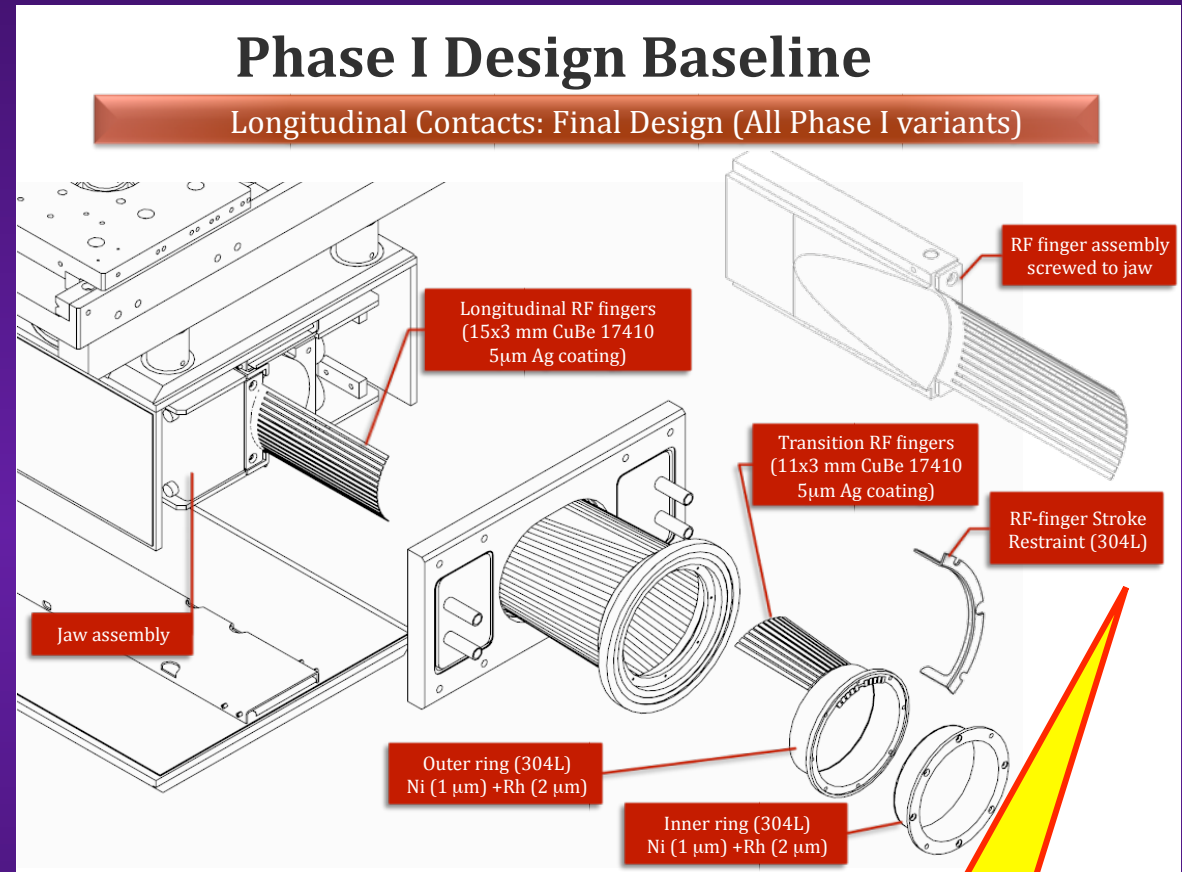 Phase I Design Baseline
Longitudinal Contacts: Final Design (All Phase I variants)
RF finger assembly
screwed to jaw
Longitudinal RF fingers
(15x3 mm CuBe 17410
5μm Ag coating)
Transition RF fingers
(11x3 mm CuBe 17410
5μm Ag coating)
RF-finger Stroke
Restraint (304L)
Jaw assembly
Outer ring (304L)
Ni (1 μm) +Rh (2 μm)
Inner ring (304L)
Ni (1 μm) +Rh (2 μm)